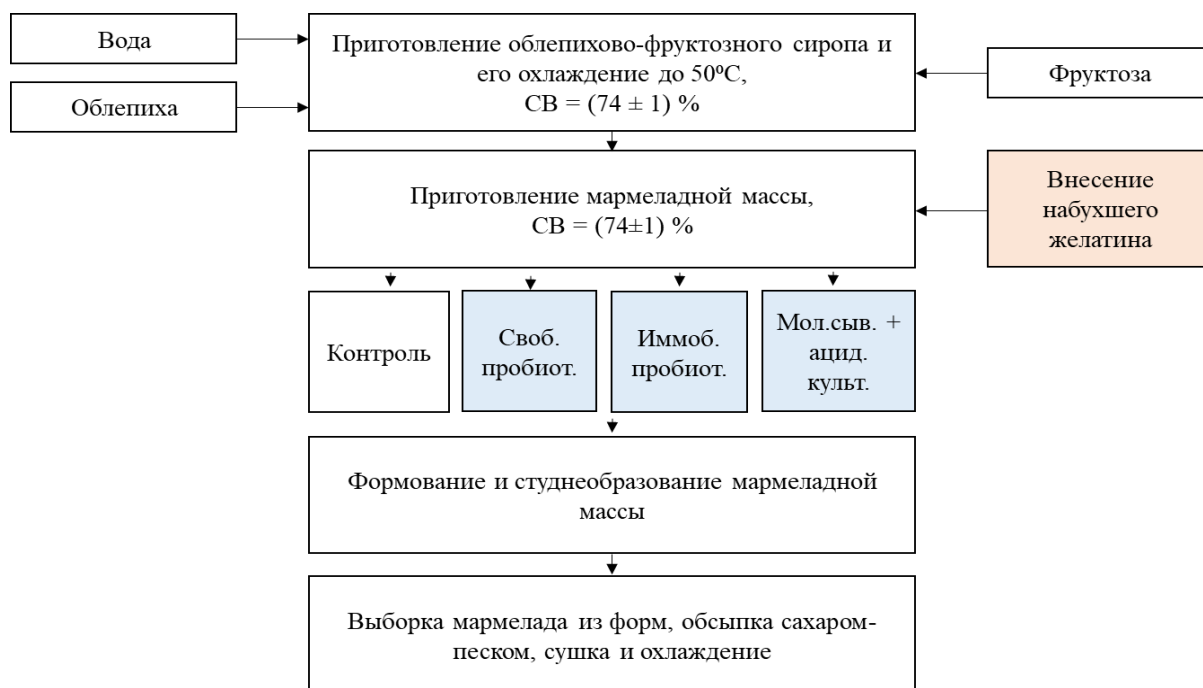 Вода
Облепиха
Приготовление облепихово-фруктозного сиропа и
его охлаждение до 50ºС,
СВ = (74 ± 1) %
Фруктоза
Приготовление мармеладной массы,
СВ = (74±1) %
Внесение
набухшего
желатина
Контроль
Своб.
пробиот.
Иммоб.
пробиот.
Мол.сыв. +
ацид.
культ.
Формование и студнеобразование мармеладной
массы
Выборка мармелада из форм, обсыпка сахаром-
песком, сушка и охлаждение